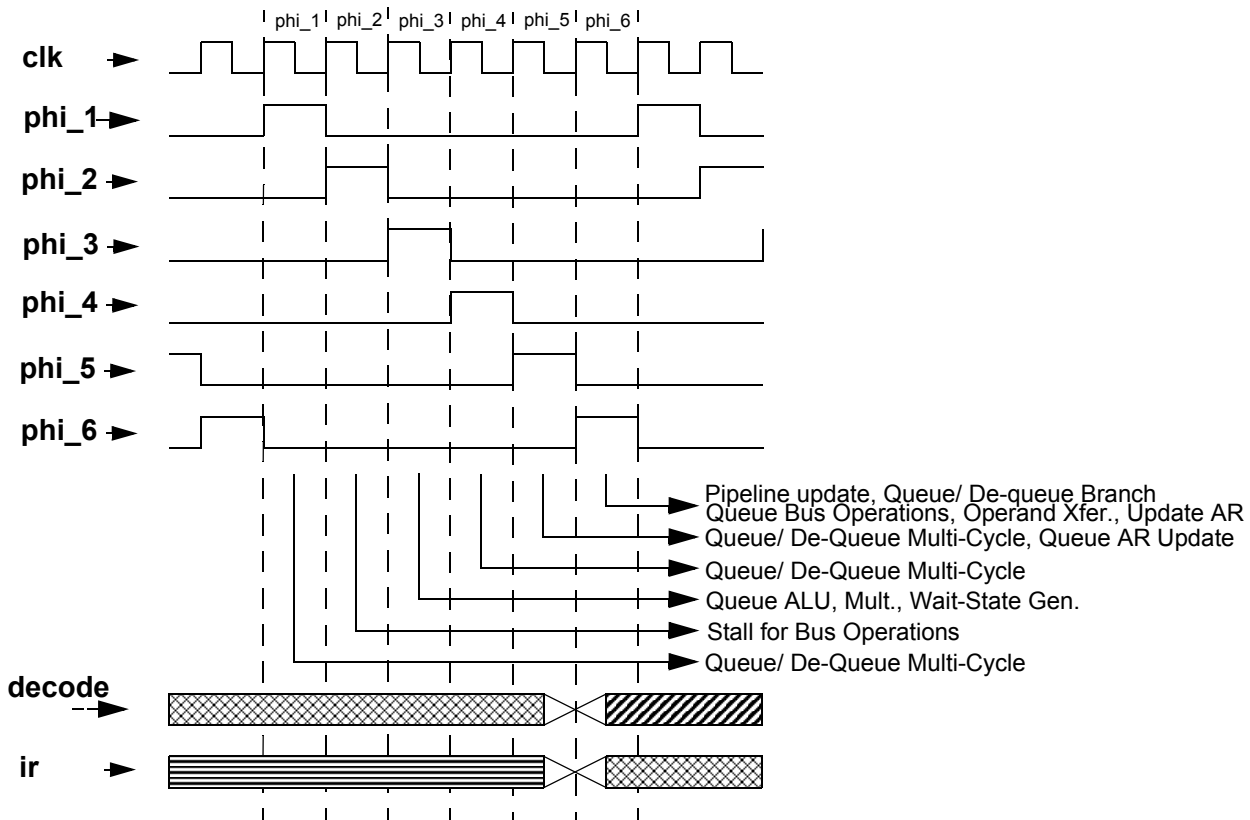 phi_1 phi_2 phi_3 phi_4 phi_5 phi_6
clk
phi_1
phi_2
phi_3
phi_4
phi_5
phi_6
Pipeline update, Queue/ De-queue Branch
Queue Bus Operations, Operand Xfer., Update AR
Queue/ De-Queue Multi-Cycle, Queue AR Update
Queue/ De-Queue Multi-Cycle
Queue ALU, Mult., Wait-State Gen.
Stall for Bus Operations
Queue/ De-Queue Multi-Cycle
decode
ir